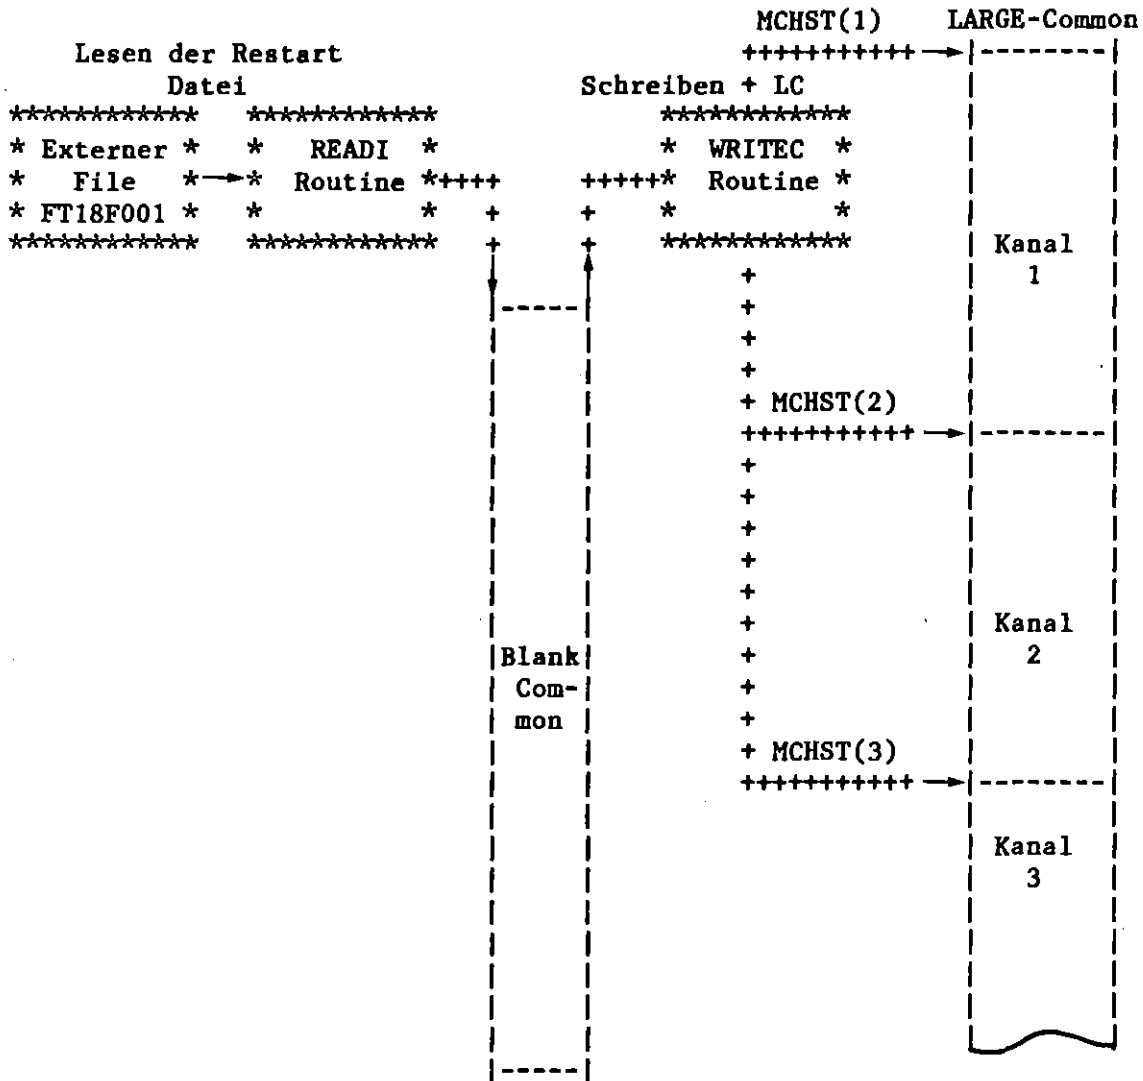 MCHST(1) LARGE-Common
Lesen der Restart
Datei
Schreiben + LC
Externer
File
FT18F001
READI
Routine
WRITEC
Routine
Kanal
1
MCHST(2)
Kanal
2
Blank
Com-
mon
MCHST(3)
Kanal
3